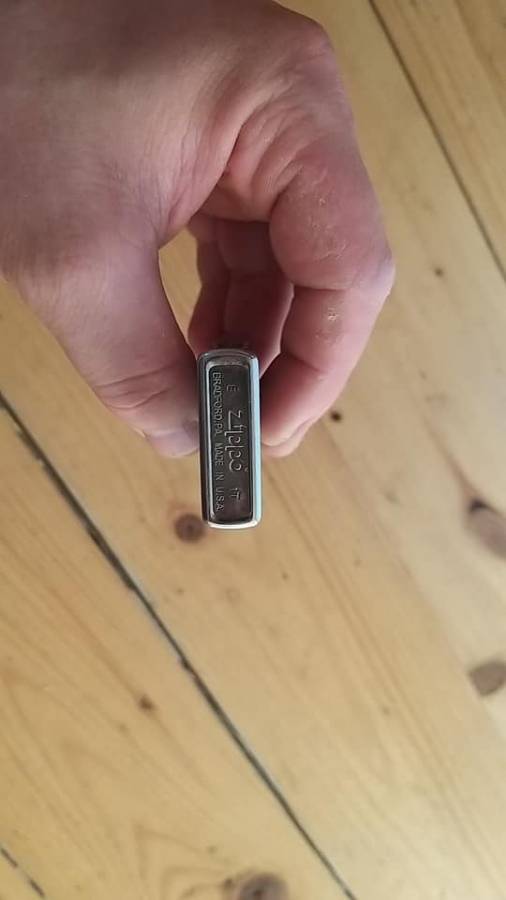 E Zippo 17
BRADFORD, PA. MADE IN U.S.A.